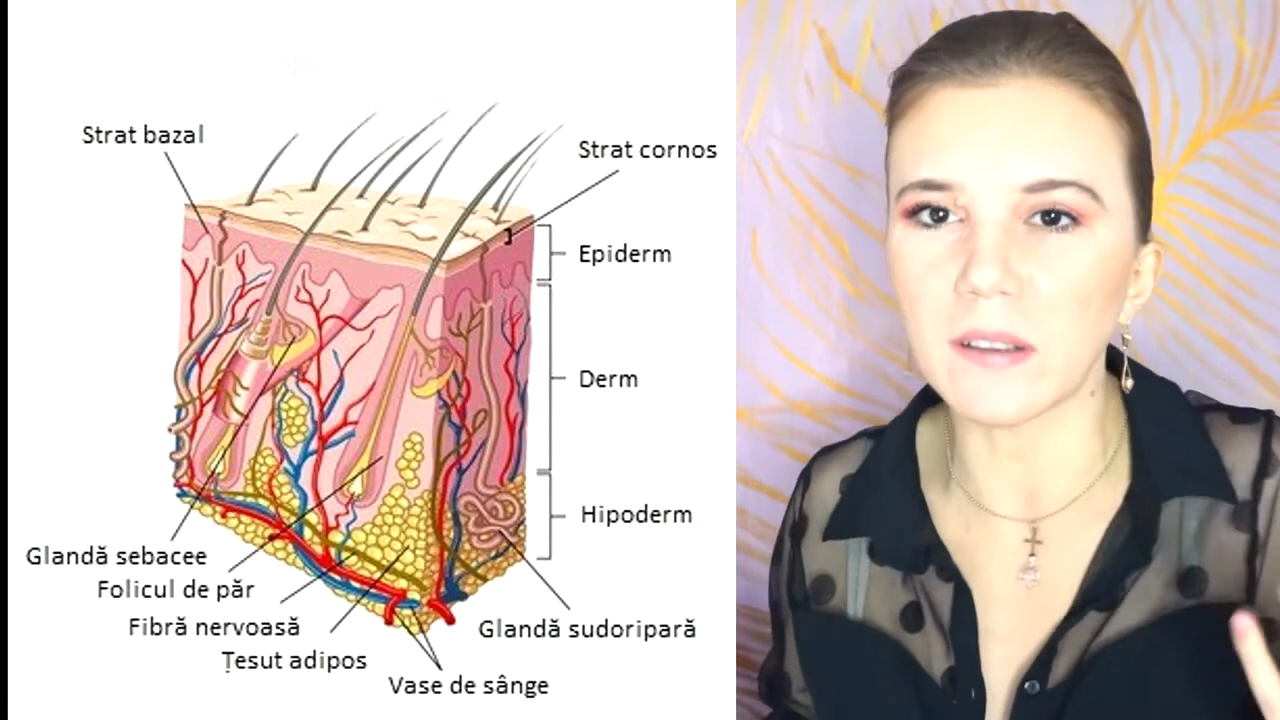 Strat bazal
Strat cornos
Epiderm
Derm
Hipoderm
Glandă sebacee
Folicul de păr
Fibră nervoasă
Glandă sudoripară
Țesut adipos
Vase de sânge